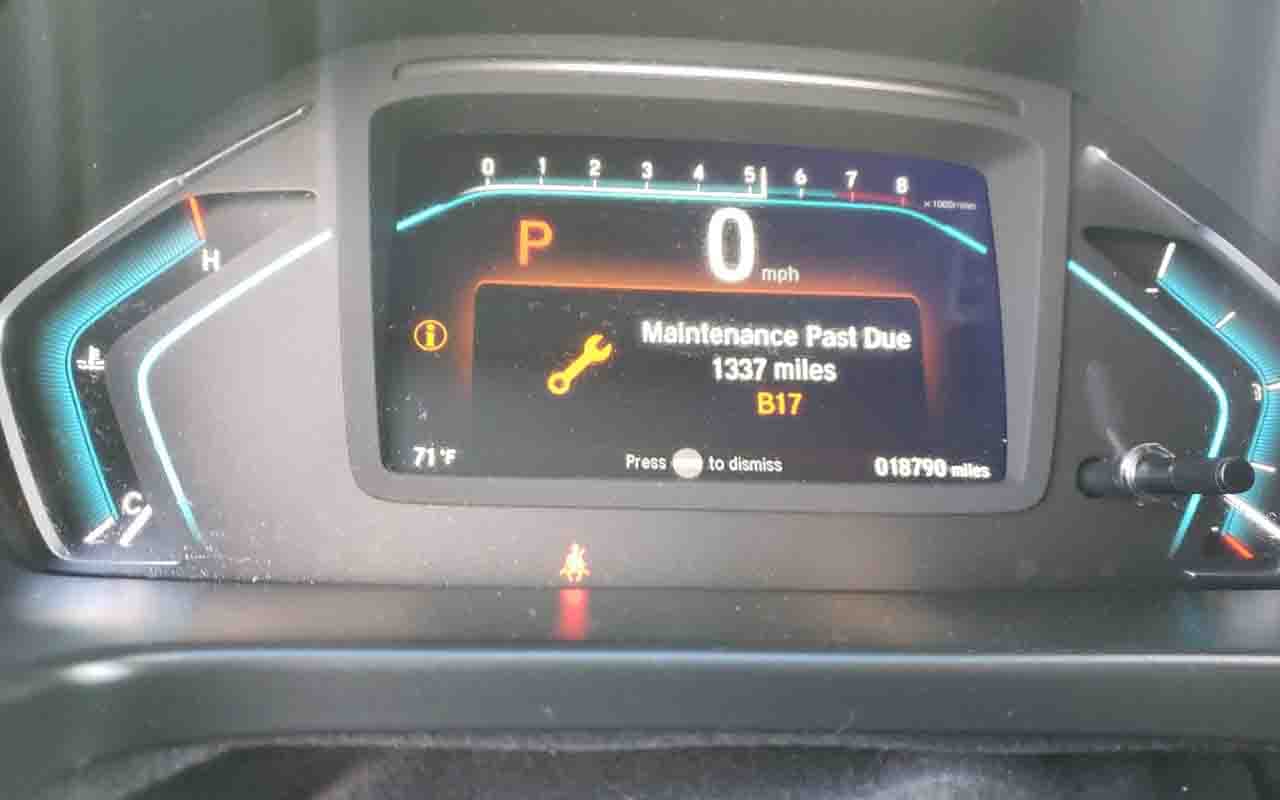 0 1 2 3 4 5 6 7 8
x1000r/min
P 0 mph
H
Maintenance Past Due
1337 miles
B17
C
71°F
Press to dismiss
018790 miles